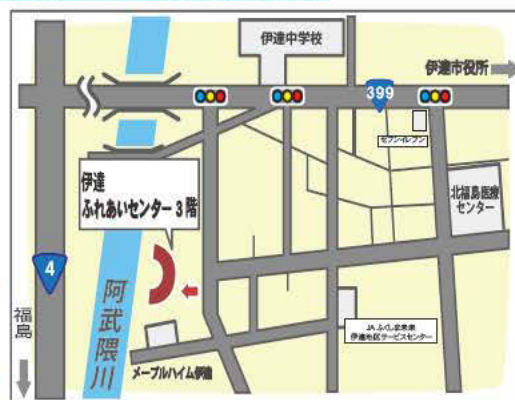 伊達中学校
伊達市役所
399
セブンイレブン
伊達
ふれあいセンター3階
北福島医療
センター
4
阿武隈川
福島
JAふくしま未来
伊達地区サービスセンター
メープルハイム伊達